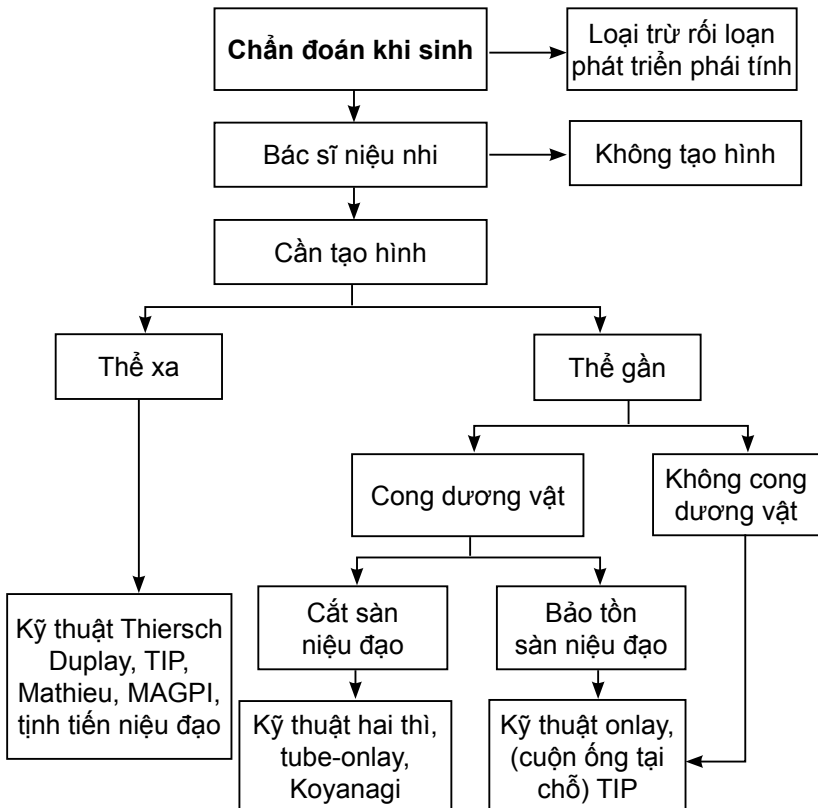 Chẩn đoán khi sinh
Loại trừ rối loạn
phát triển phái tính
Bác sĩ niệu nhi
Không tạo hình
Cần tạo hình
Thể xa
Thể gần
Cong dương vật
Không cong
dương vật
Cắt sàn
niệu đạo
Bảo tồn
sàn niệu đạo
Kỹ thuật Thiersch
Duplay, TIP,
Mathieu, MAGPI,
tịnh tiến niệu đạo
Kỹ thuật hai thì,
tube-onlay,
Koyanagi
Kỹ thuật onlay,
(cuộn ống tại
chỗ) TIP